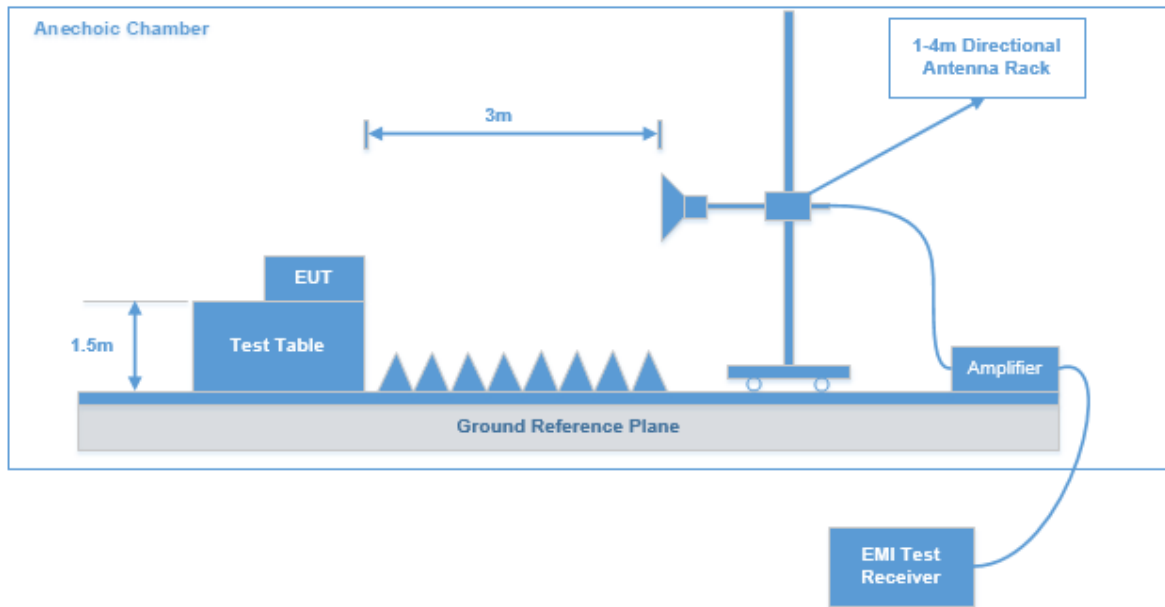 Anechoic Chamber
1-4m Directional
Antenna Rack
3m
EUT
1.5m
Test Table
Amplifier
Ground Reference Plane
EMI Test
Receiver